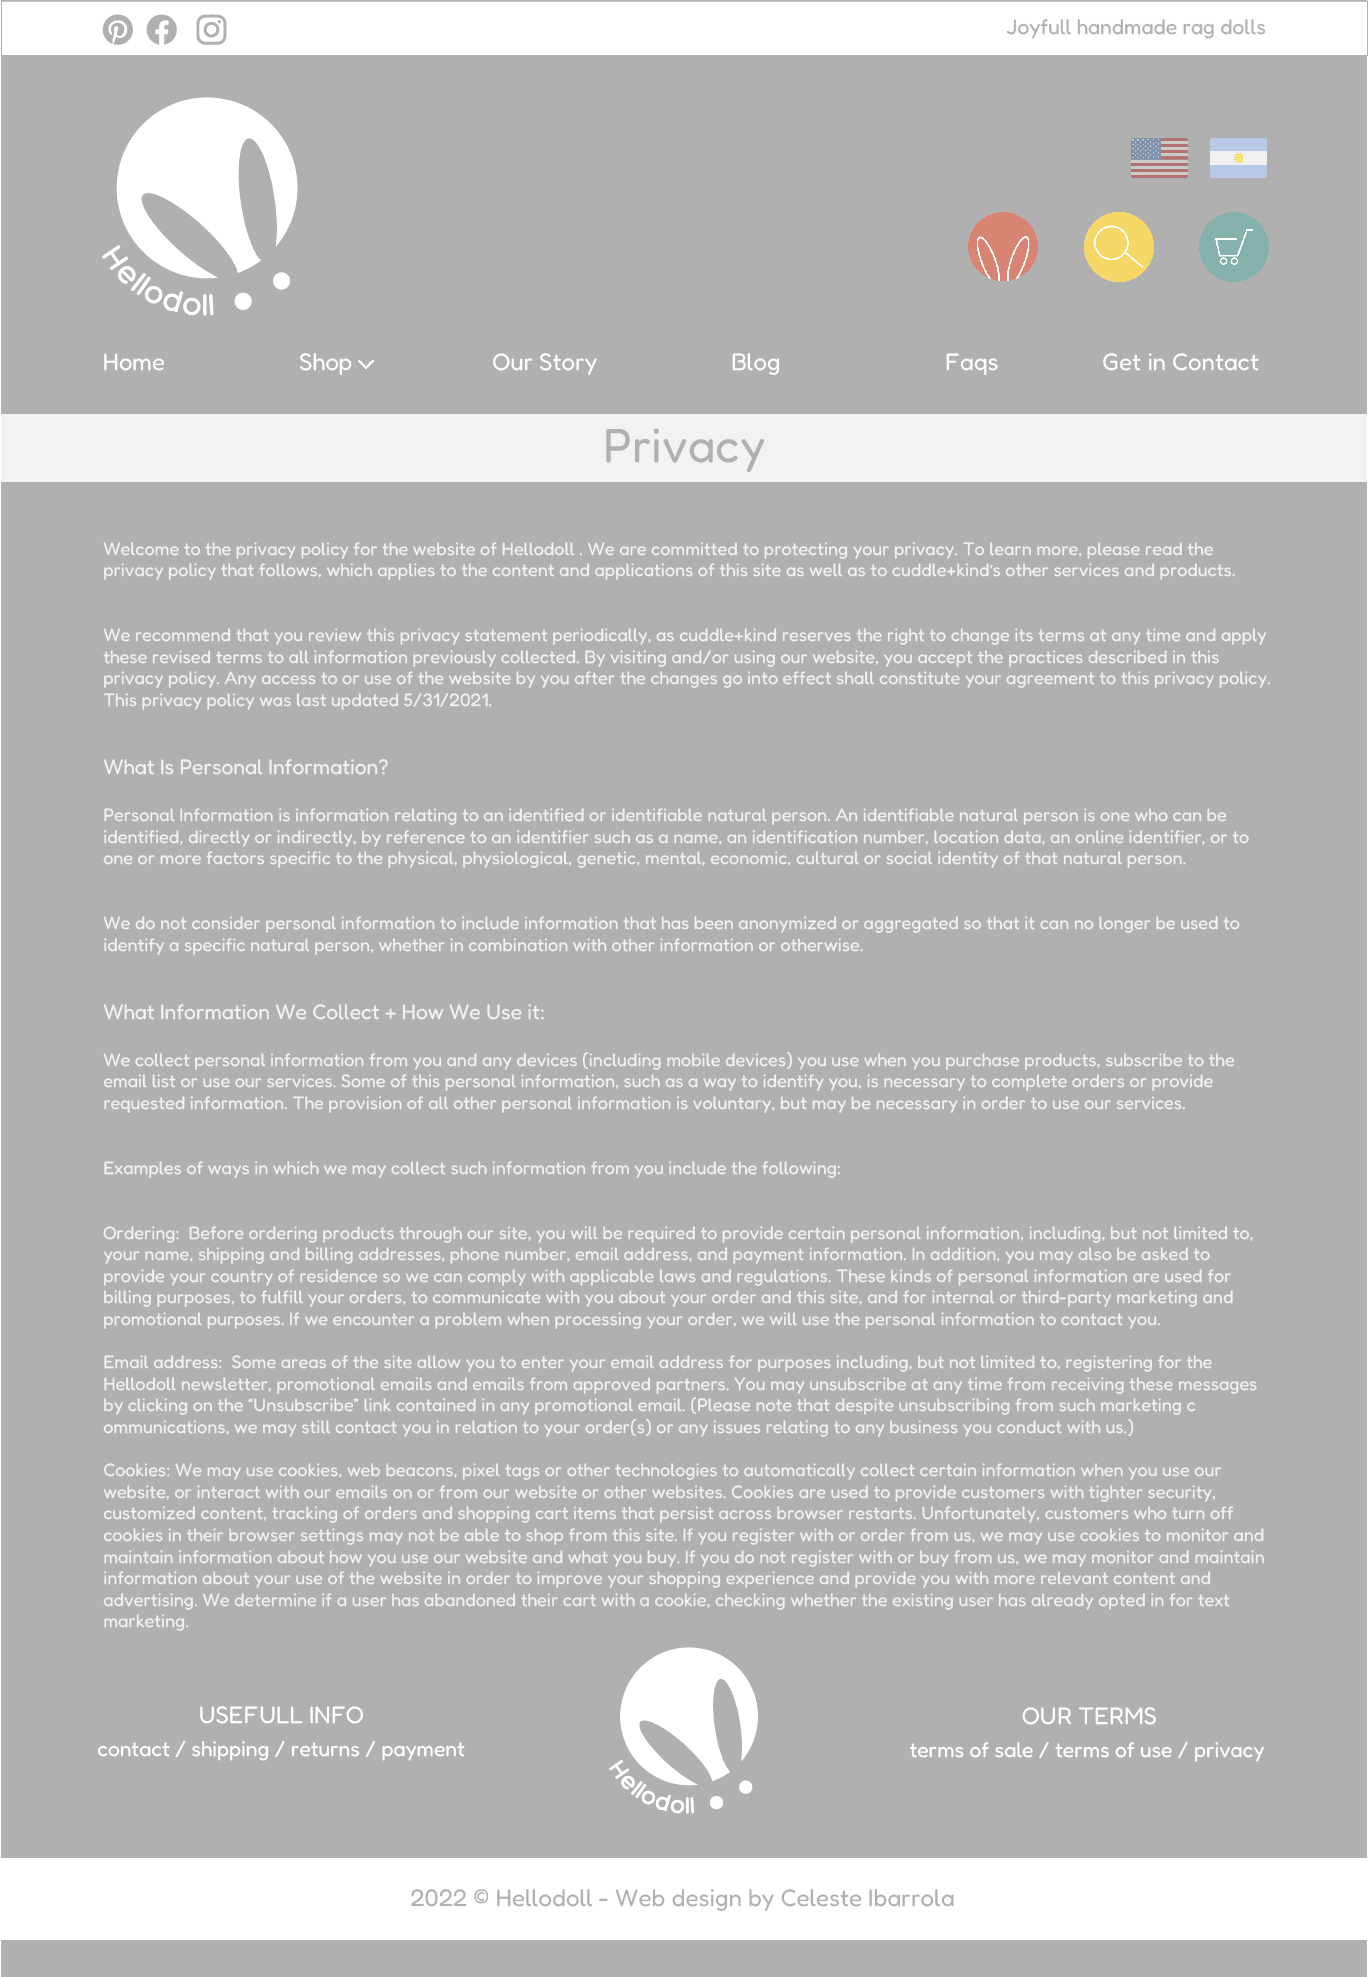 Joyfull handmade rag dolls
Hellodoll
Home Shop Our Story Blog Faqs Get in Contact
Privacy
Welcome to the privacy policy for the website of Hellodoll . We are committed to protecting your privacy. To learn more, please read the
privacy policy that follows, which applies to the content and applications of this site as well as to cuddle+kind’s other services and products.
We recommend that you review this privacy statement periodically, as cuddle+kind reserves the right to change its terms at any time and apply
these revised terms to all information previously collected. By visiting and/or using our website, you accept the practices described in this
privacy policy. Any access to or use of the website by you after the changes go into effect shall constitute your agreement to this privacy policy.
This privacy policy was last updated 5/31/2021.
What Is Personal Information?
Personal Information is information relating to an identified or identifiable natural person. An identifiable natural person is one who can be
identified, directly or indirectly, by reference to an identifier such as a name, an identification number, location data, an online identifier, or to
one or more factors specific to the physical, physiological, genetic, mental, economic, cultural or social identity of that natural person.
We do not consider personal information to include information that has been anonymized or aggregated so that it can no longer be used to
identify a specific natural person, whether in combination with other information or otherwise.
What Information We Collect + How We Use it:
We collect personal information from you and any devices (including mobile devices) you use when you purchase products, subscribe to the
email list or use our services. Some of this personal information, such as a way to identify you, is necessary to complete orders or provide
requested information. The provision of all other personal information is voluntary, but may be necessary in order to use our services.
Examples of ways in which we may collect such information from you include the following:
Ordering:  Before ordering products through our site, you will be required to provide certain personal information, including, but not limited to,
your name, shipping and billing addresses, phone number, email address, and payment information. In addition, you may also be asked to
provide your country of residence so we can comply with applicable laws and regulations. These kinds of personal information are used for
billing purposes, to fulfill your orders, to communicate with you about your order and this site, and for internal or third-party marketing and
promotional purposes. If we encounter a problem when processing your order, we will use the personal information to contact you.
Email address:  Some areas of the site allow you to enter your email address for purposes including, but not limited to, registering for the
Hellodoll newsletter, promotional emails and emails from approved partners. You may unsubscribe at any time from receiving these messages
by clicking on the “Unsubscribe” link contained in any promotional email. (Please note that despite unsubscribing from such marketing c
ommunications, we may still contact you in relation to your order(s) or any issues relating to any business you conduct with us.)
Cookies: We may use cookies, web beacons, pixel tags or other technologies to automatically collect certain information when you use our
website, or interact with our emails on or from our website or other websites. Cookies are used to provide customers with tighter security,
customized content, tracking of orders and shopping cart items that persist across browser restarts. Unfortunately, customers who turn off
cookies in their browser settings may not be able to shop from this site. If you register with or order from us, we may use cookies to monitor and
maintain information about how you use our website and what you buy. If you do not register with or buy from us, we may monitor and maintain
information about your use of the website in order to improve your shopping experience and provide you with more relevant content and
advertising. We determine if a user has abandoned their cart with a cookie, checking whether the existing user has already opted in for text
marketing.
USEFULL INFO
contact / shipping / returns / payment
Hellodoll
OUR TERMS
terms of sale / terms of use / privacy
2022 © Hellodoll - Web design by Celeste Ibarrola